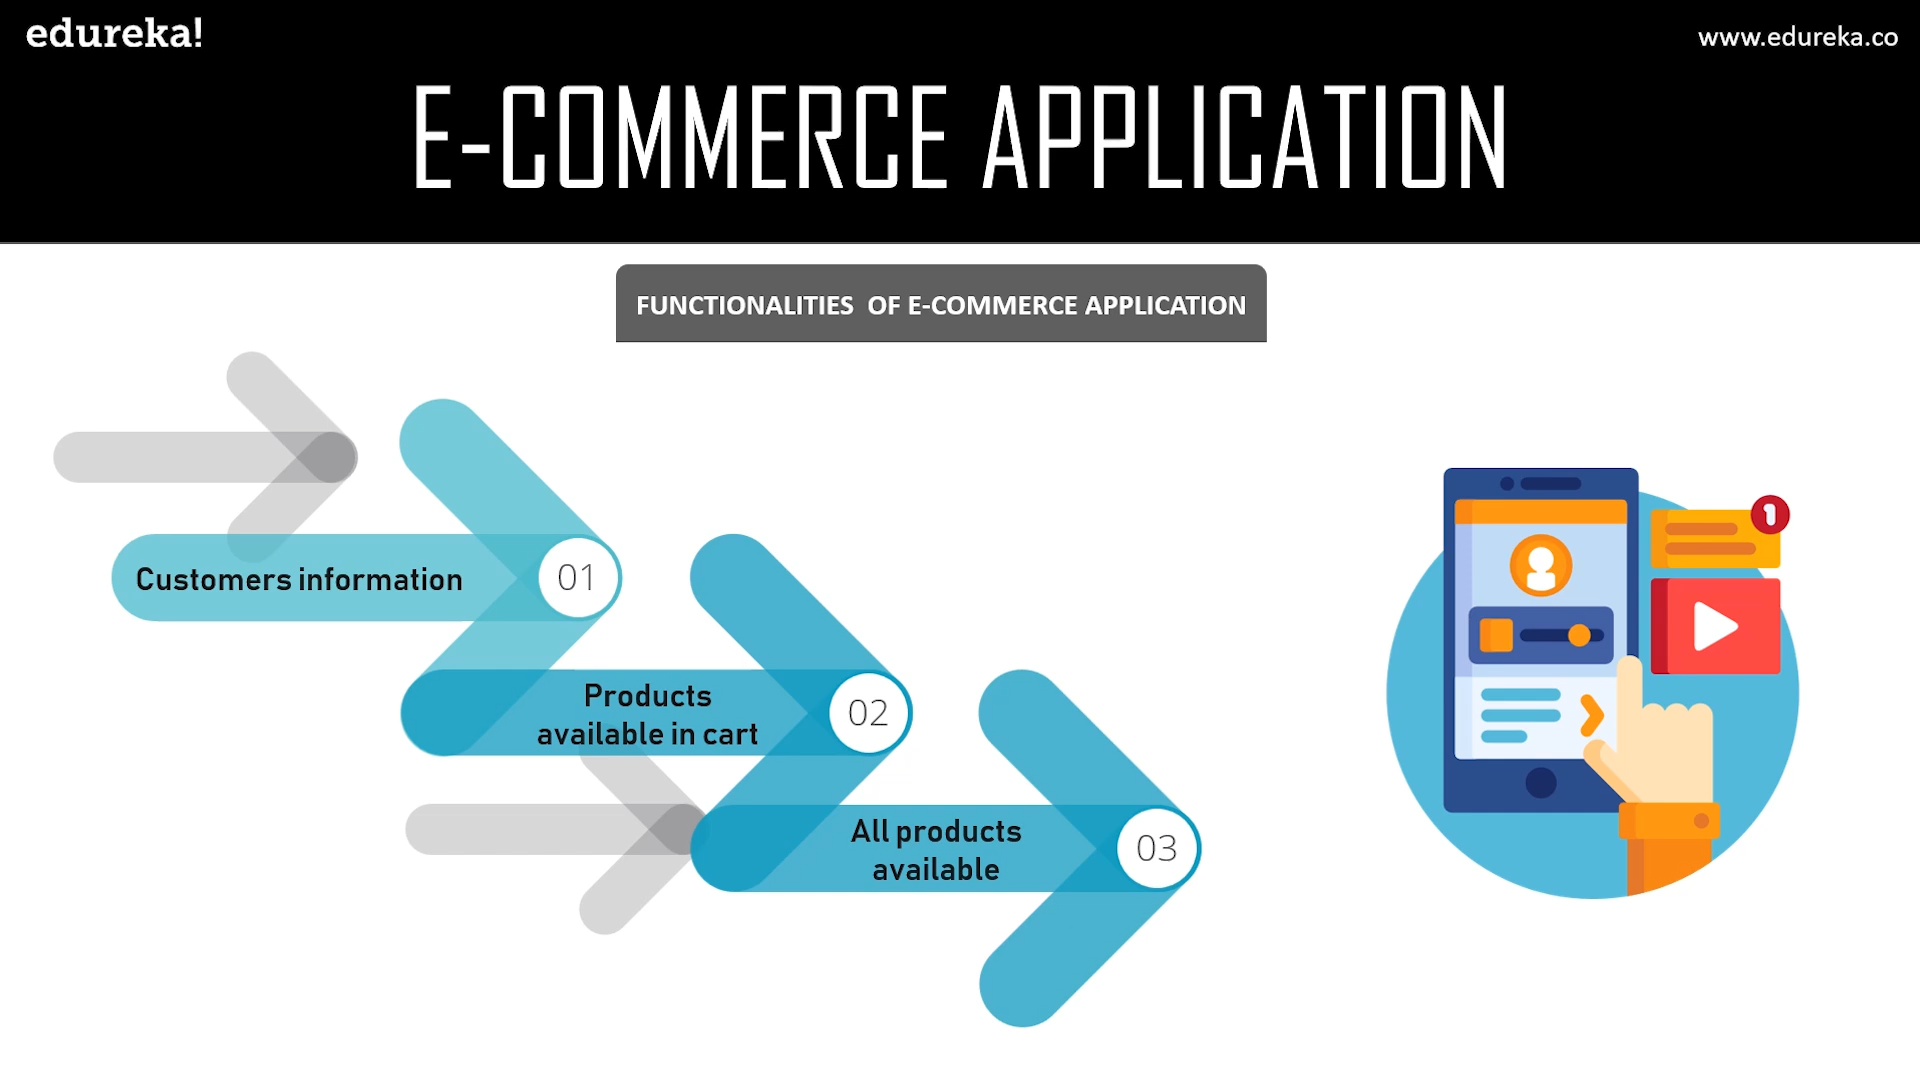 edureka!
www.edureka.co
E-COMMERCE APPLICATION
FUNCTIONALITIES OF E-COMMERCE APPLICATION
Customers information
01
Products
available in cart
02
All products
available
03
1